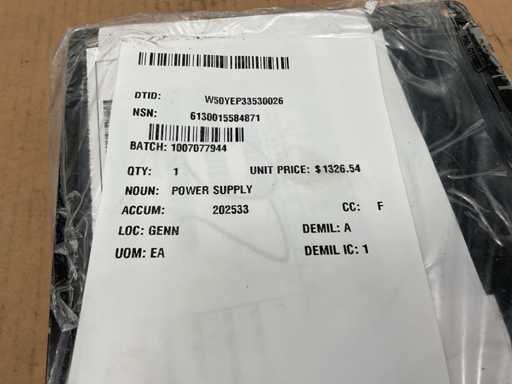 DTID: W50YEP33530026
NSN: 6130015584871
BATCH: 1007077944
QTY: 1 UNIT PRICE: $1326.54
NOUN: POWER SUPPLY
ACCUM: 202533 CC: F
LOC: GENN DEMIL: A
UOM: EA DEMIL IC: 1